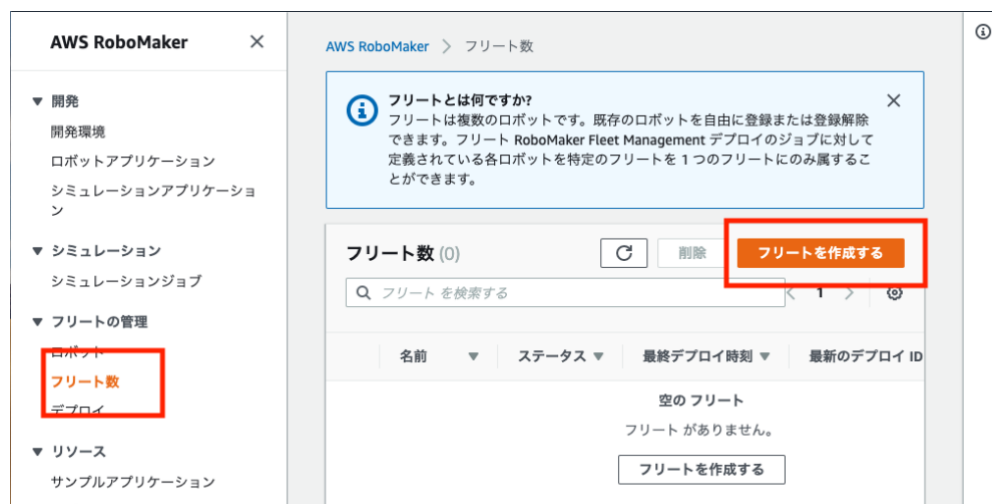 AWS RoboMaker
▼ 開発
開発環境
ロボットアプリケーション
シミュレーションアプリケーショ
ン
▼ シミュレーション
シミュレーションジョブ
▼ フリートの管理
ロボット
フリート数
デプロイ
▼ リソース
サンプルアプリケーション
AWS RoboMaker > フリート数
フリートとは何ですか?
フリートは複数のロボットです。既存のロボットを自由に登録または登録解除
できます。フリート RoboMaker Fleet Management デプロイのジョブに対して
定義されている各ロボットを特定のフリートを 1 つのフリートにのみ属するこ
とができます。
フリート数 (0)
削除
フリートを作成する
フリート を検索する
< 1 >
名前 ▼ ステータス ▼ 最終デプロイ時刻 ▼ 最新のデプロイ ID
空の フリート
フリート がありません。
フリートを作成する